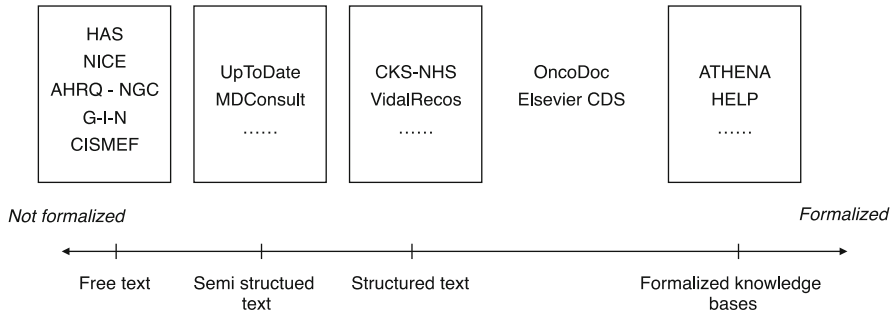 HAS
NICE
AHRQ - NGC
G-I-N
CISMEF
UpToDate
MDConsult
......
CKS-NHS
VidalRecos
......
OncoDoc
Elsevier CDS
ATHENA
HELP
......
Not formalized
Formalized
Free text
Semi structued
text
Structured text
Formalized knowledge
bases